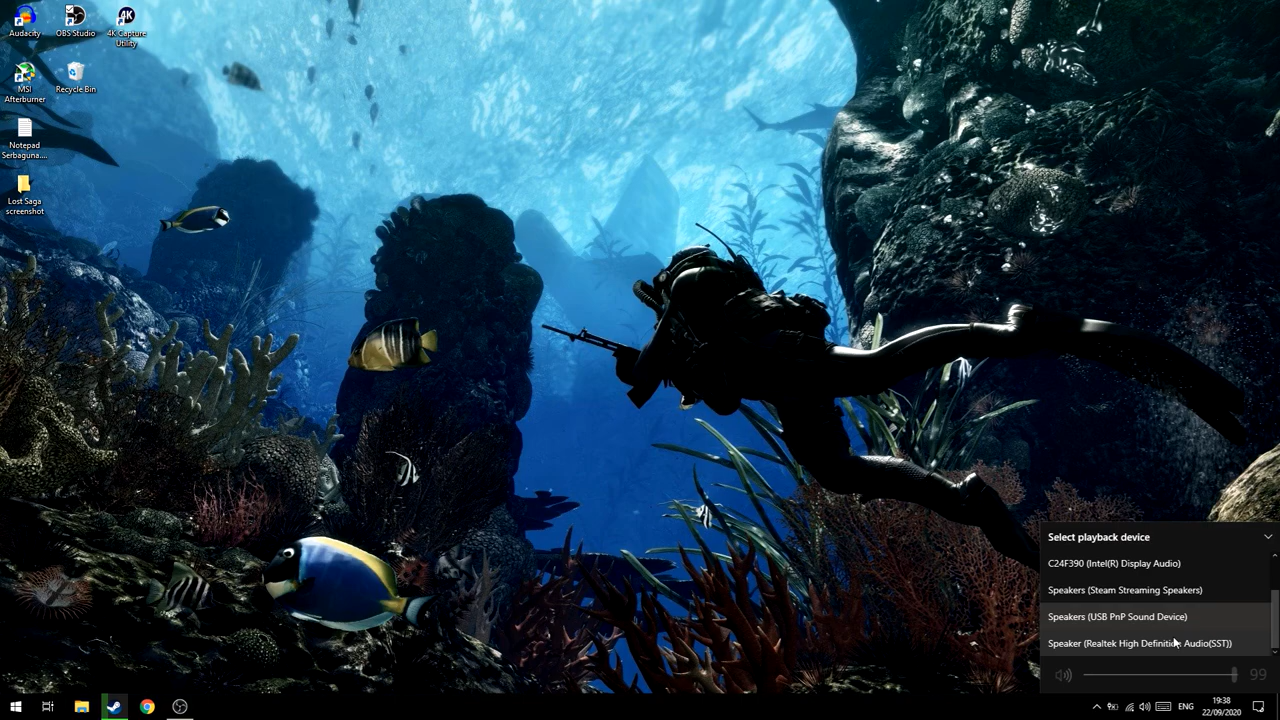 Audacity
OBS Studio
4K Capture
Utility
MSI
Afterburner
Recycle Bin
Notepad
Serbaguna....
Lost Saga
screenshot
Select playback device
C24F390 (Intel(R) Display Audio)
Speakers (Steam Streaming Speakers)
Speakers (USB PnP Sound Device)
Speaker (Realtek High Definition Audio(SST))
99
ENG
19:38
22/09/2020